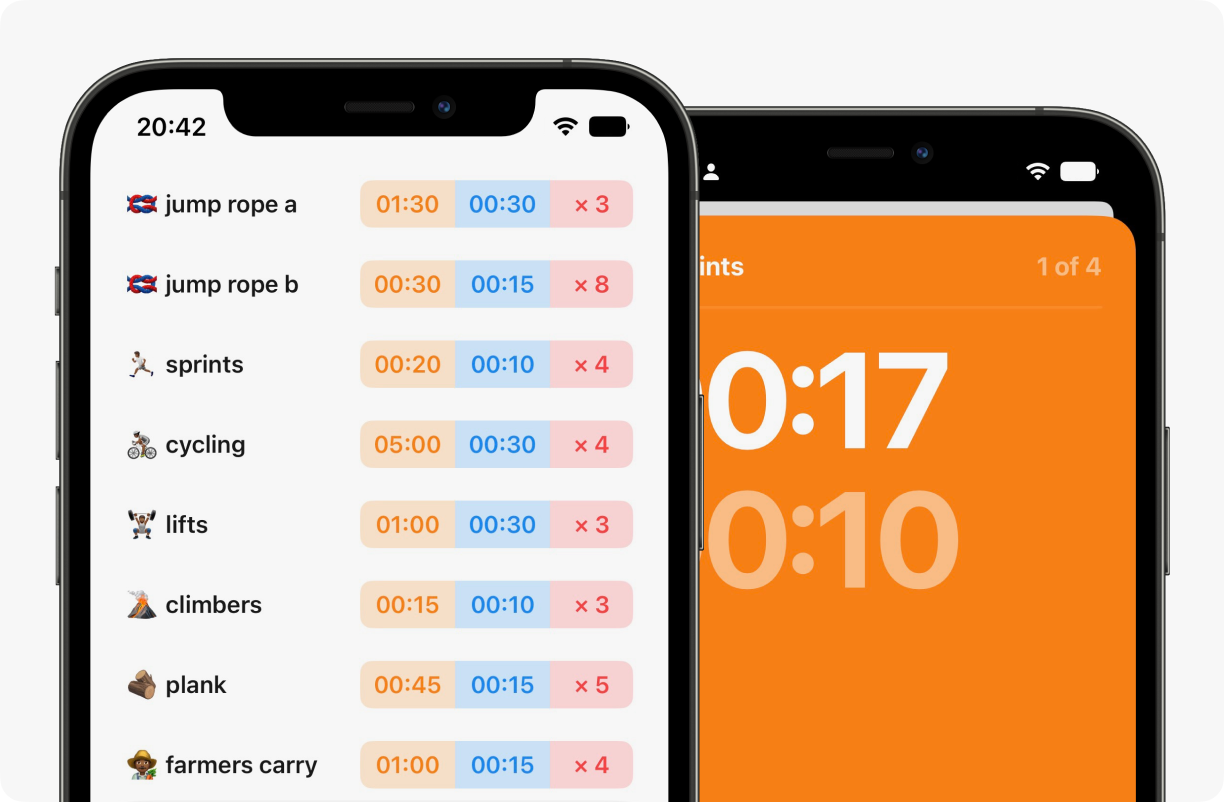 20:42
jump rope a 01:30 00:30 × 3
jump rope b 00:30 00:15 × 8
sprints 00:20 00:10 × 4
cycling 05:00 00:30 × 4
lifts 01:00 00:30 × 3
climbers 00:15 00:10 × 3
plank 00:45 00:15 × 5
farmers carry 01:00 00:15 × 4
ints 1 of 4
0:17
0:10